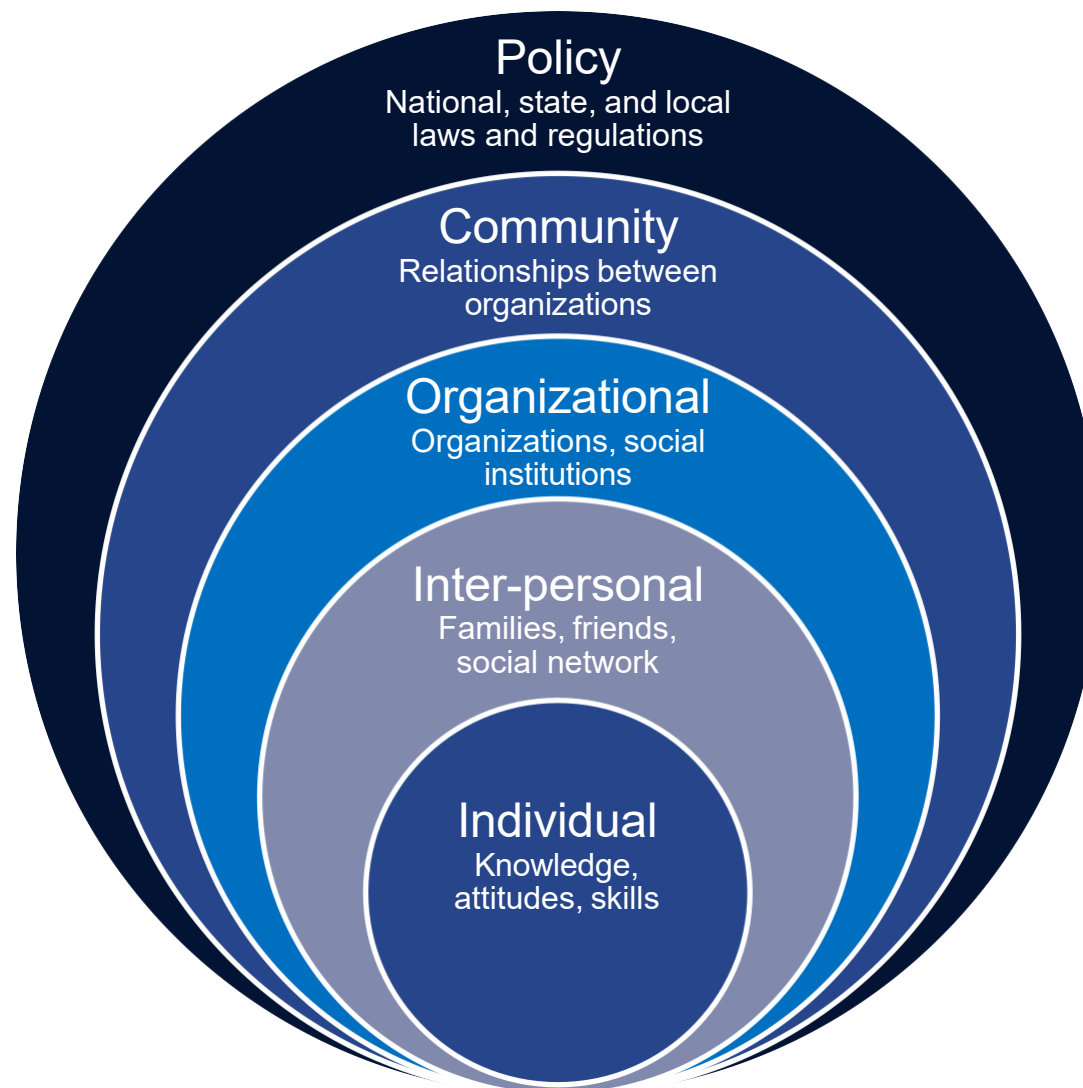 Policy
National, state, and local
laws and regulations
Community
Relationships between
organizations
Organizational
Organizations, social
institutions
Inter-personal
Families, friends,
social network
Individual
Knowledge,
attitudes, skills